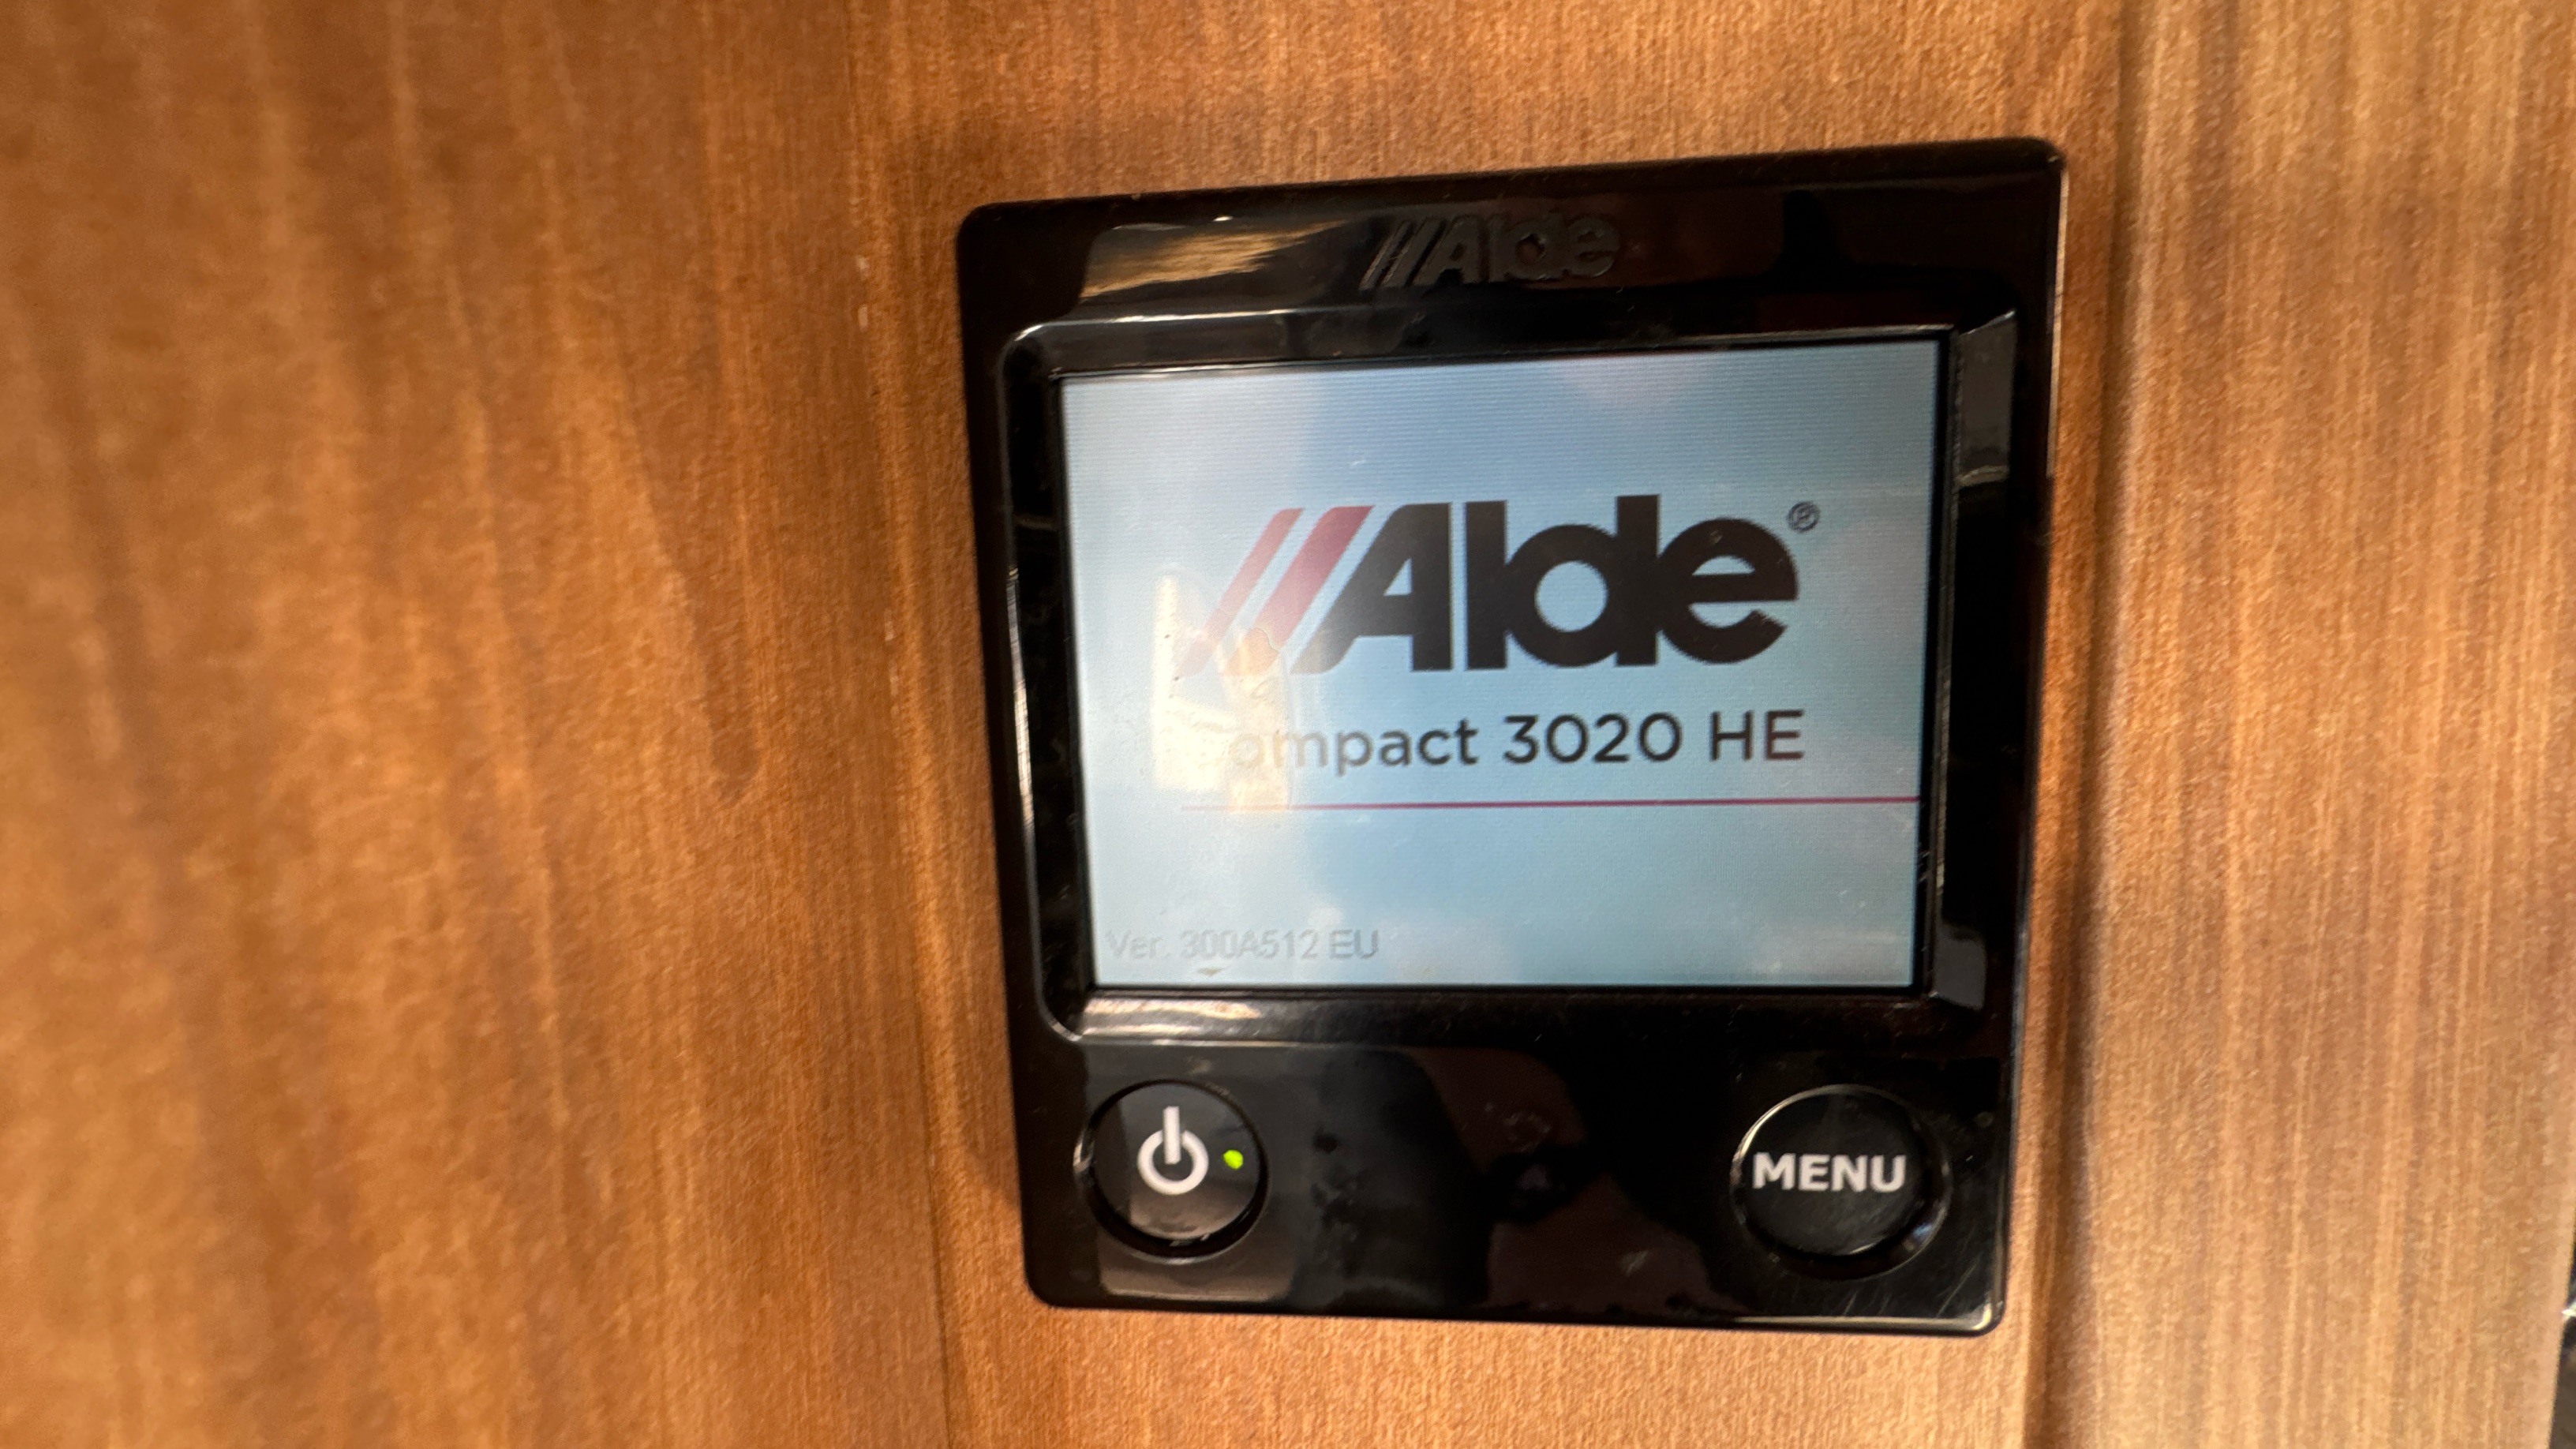 Alde
Alde®
ompact 3020 HE
Ver. 300A512 EU
MENU